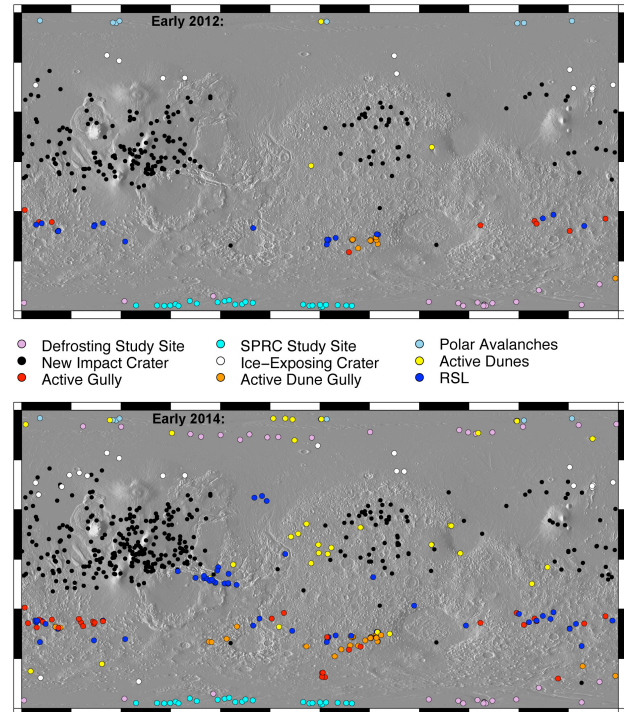 Early 2012:
Defrosting Study Site
SPRC Study Site
Polar Avalanches
New Impact Crater
Ice−Exposing Crater
Active Dunes
Active Gully
Active Dune Gully
RSL
Early 2014: